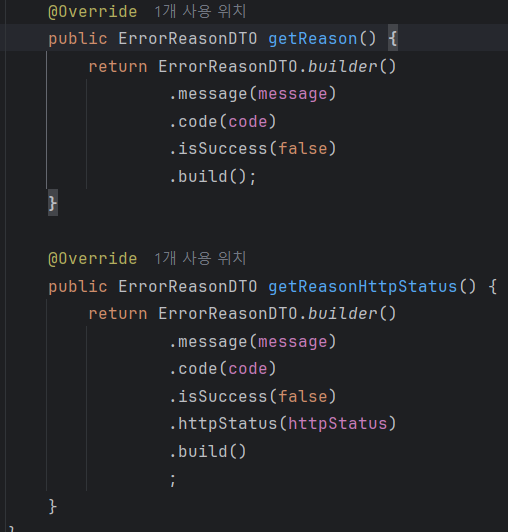 @Override 1개 사용 위치
public ErrorReasonDTO getReason() {
return ErrorReasonDTO.builder()
.message(message)
.code(code)
.isSuccess(false)
.build();
}
@Override 1개 사용 위치
public ErrorReasonDTO getReasonHttpStatus() {
return ErrorReasonDTO.builder()
.message(message)
.code(code)
.isSuccess(false)
.httpStatus(httpStatus)
.build()
;
}
}